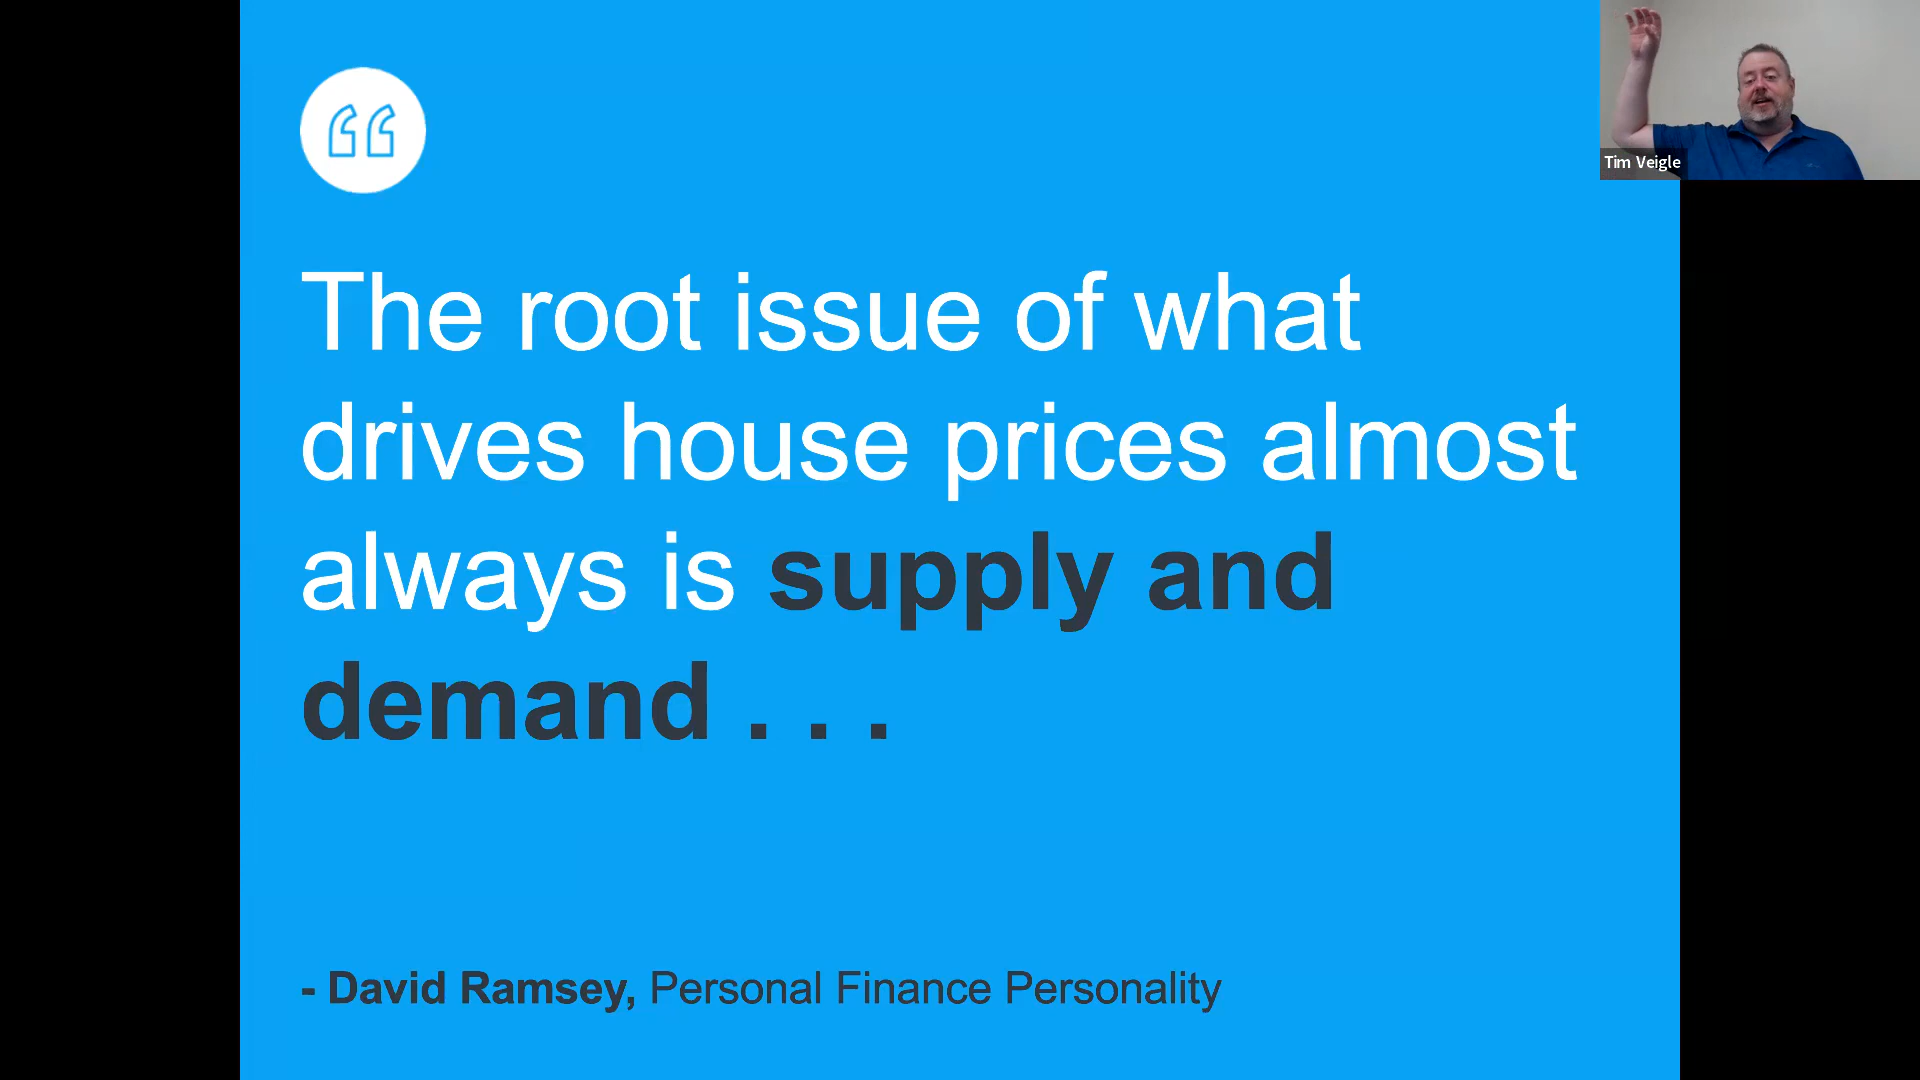 Tim Veigle
The root issue of what
drives house prices almost
always is supply and
demand . . .
- David Ramsey, Personal Finance Personality